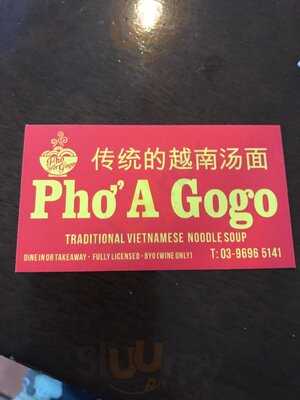 传统的越南汤面
Phở A Gogo
TRADITIONAL VIETNAMESE NOODLE SOUP
DINE IN OR TAKEAWAY - FULLY LICENSED - BYO (WINE ONLY) T: 03-9696 5141